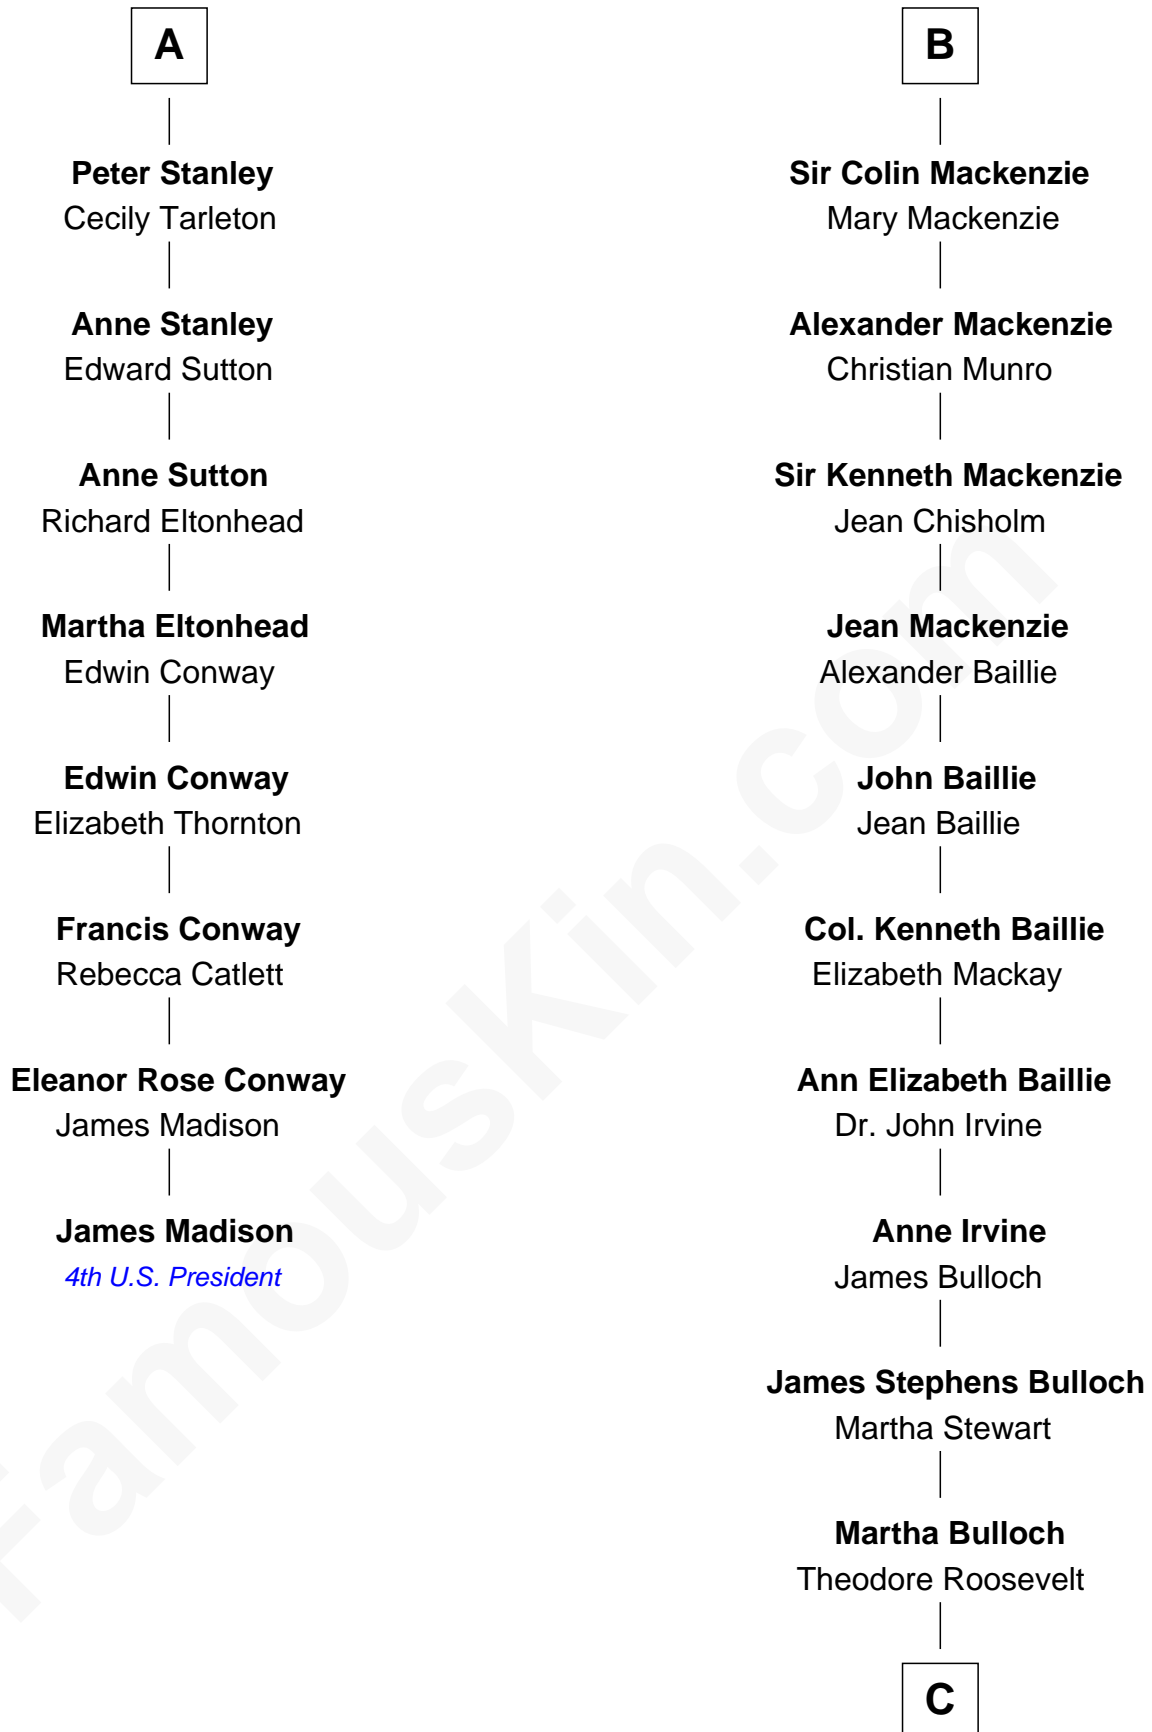 A
Peter Stanley
Cecily Tarleton
Anne Stanley
Edward Sutton
Anne Sutton
Richard Eltonhead
Martha Eltonhead
Edwin Conway
Edwin Conway
Elizabeth Thornton
Francis Conway
Rebecca Catlett
Eleanor Rose Conway
James Madison
James Madison
4th U.S. President
B
Sir Colin Mackenzie
Mary Mackenzie
Alexander Mackenzie
Christian Munro
Sir Kenneth Mackenzie
Jean Chisholm
Jean Mackenzie
Alexander Baillie
John Baillie
Jean Baillie
Col. Kenneth Baillie
Elizabeth Mackay
Ann Elizabeth Baillie
Dr. John Irvine
Anne Irvine
James Bulloch
James Stephens Bulloch
Martha Stewart
Martha Bulloch
Theodore Roosevelt
C
FamousKin.com